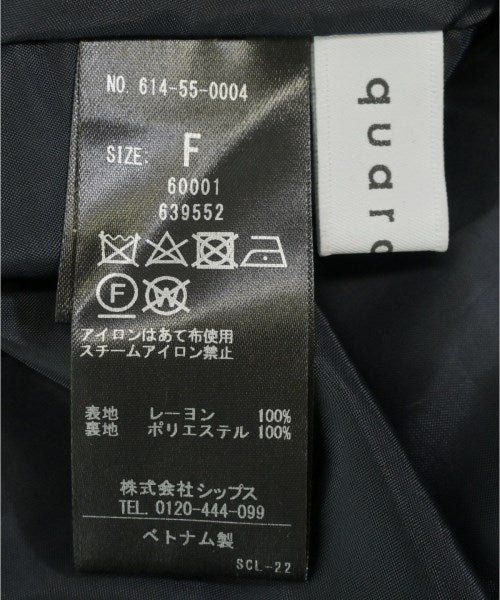 NO. 614-55-0004
SIZE: F
60001
639552
F W
アイロンはあて布使用
スチームアイロン禁止
表地 レーヨン 100%
裏地 ポリエステル 100%
株式会社シップス
TEL. 0120-444-099
ベトナム製
SCL-22